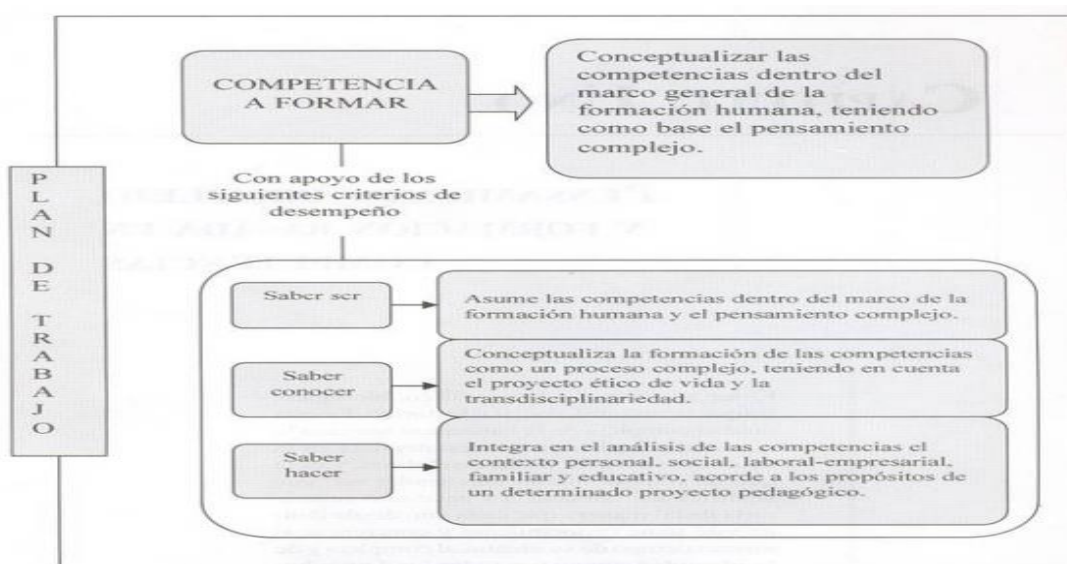 PLAN DE TRABAJO
COMPETENCIA
A FORMAR
Conceptualizar las
competencias dentro del
marco general de la
formación humana, teniendo
como base el pensamiento
complejo.
Con apoyo de los
siguientes criterios de
desempeño
Saber ser
Asume las competencias dentro del marco de la
formación humana y el pensamiento complejo.
Saber
conocer
Conceptualiza la formación de las competencias
como un proceso complejo, teniendo en cuenta
el proyecto ético de vida y la
transdisciplinariedad.
Saber
hacer
Integra en el análisis de las competencias el
contexto personal, social, laboral-empresarial,
familiar y educativo, acorde a los propósitos de
un determinado proyecto pedagógico.